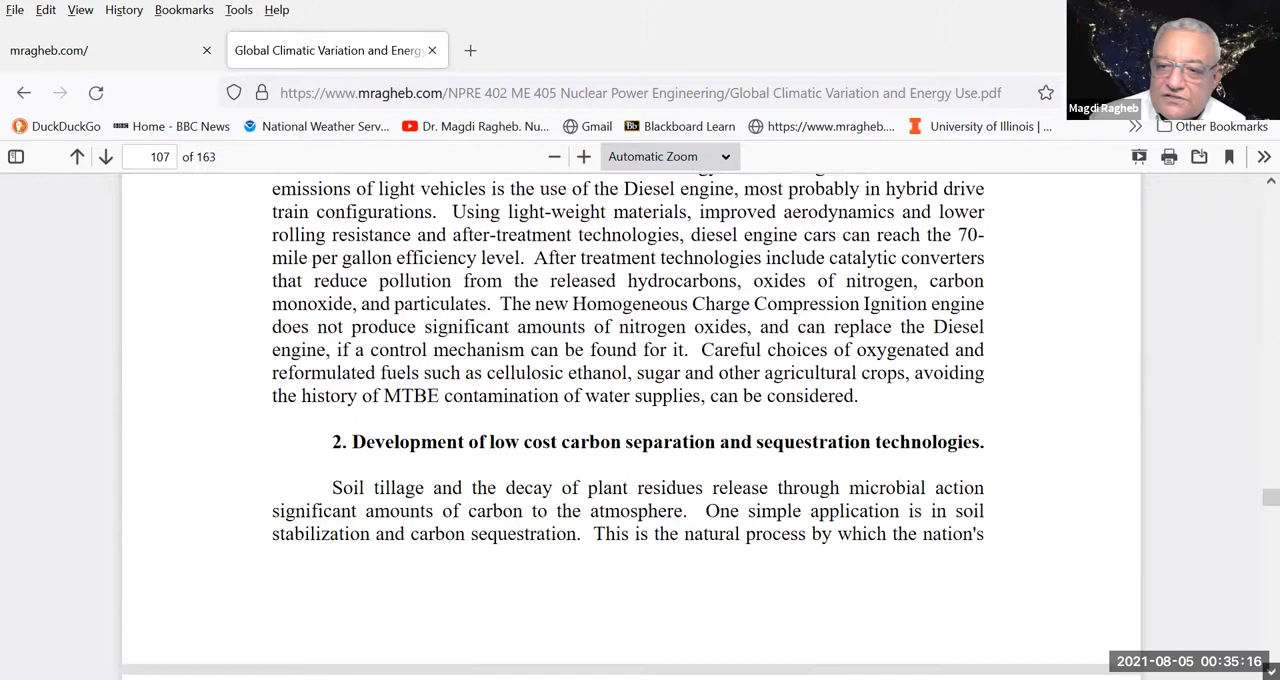 File Edit View History Bookmarks Tools Help
mragheb.com/
Global Climatic Variation and Energy
https://www.mragheb.com/NPRE 402 ME 405 Nuclear Power Engineering/Global Climatic Variation and Energy Use.pdf
Magdi Ragheb
DuckDuckGo
BBC Home - BBC News
National Weather Serv...
Dr. Magdi Ragheb. Nu...
Gmail
Bb Blackboard Learn
https://www.mragheb....
University of Illinois |...
Other Bookmarks
107 of 163
Automatic Zoom
emissions of light vehicles is the use of the Diesel engine, most probably in hybrid drive
train configurations. Using light-weight materials, improved aerodynamics and lower
rolling resistance and after-treatment technologies, diesel engine cars can reach the 70-
mile per gallon efficiency level. After treatment technologies include catalytic converters
that reduce pollution from the released hydrocarbons, oxides of nitrogen, carbon
monoxide, and particulates. The new Homogeneous Charge Compression Ignition engine
does not produce significant amounts of nitrogen oxides, and can replace the Diesel
engine, if a control mechanism can be found for it. Careful choices of oxygenated and
reformulated fuels such as cellulosic ethanol, sugar and other agricultural crops, avoiding
the history of MTBE contamination of water supplies, can be considered.
2. Development of low cost carbon separation and sequestration technologies.
Soil tillage and the decay of plant residues release through microbial action
significant amounts of carbon to the atmosphere. One simple application is in soil
stabilization and carbon sequestration. This is the natural process by which the nation's
2021-08-05 00:35:16